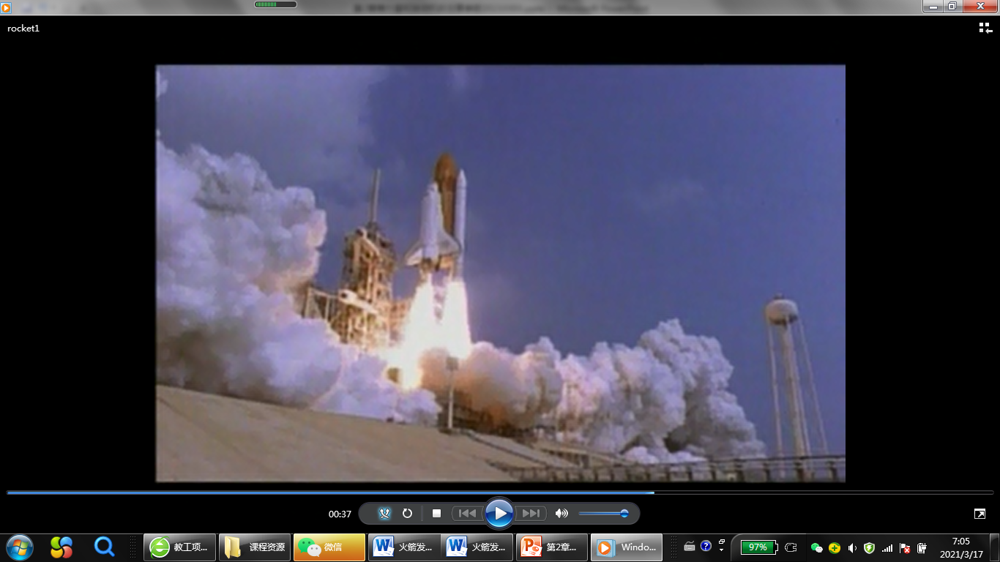 rocket1
00:37
教工项...
课程资源
微信
火箭发...
火箭发...
第2章...
Windo...
97%
7:05
2021/3/17